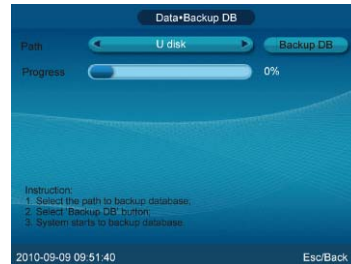 Data•Backup DB
Path U disk Backup DB
Progress 0%
Instruction:
1. Select the path to backup database.
2. Select 'Backup DB' button;
3. System starts to backup database.
2010-09-09 09:51:40 Esc/Back